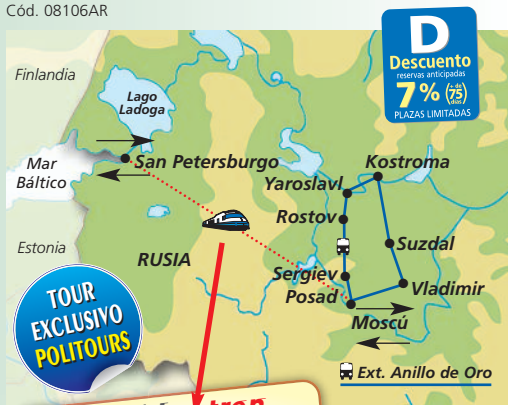 Cód. 08106AR
D
Descuento
reservas anticipadas
7% (+ de 75 días)
PLAZAS LIMITADAS
Finlandia
Lago
Ladoga
Mar
Báltico
San Petersburgo
Kostroma
Yaroslavl
Rostov
Estonia
RUSIA
Suzdal
Sergiev
Posad
Vladimir
Moscú
TOUR
EXCLUSIVO
POLITOURS
Ext. Anillo de Oro